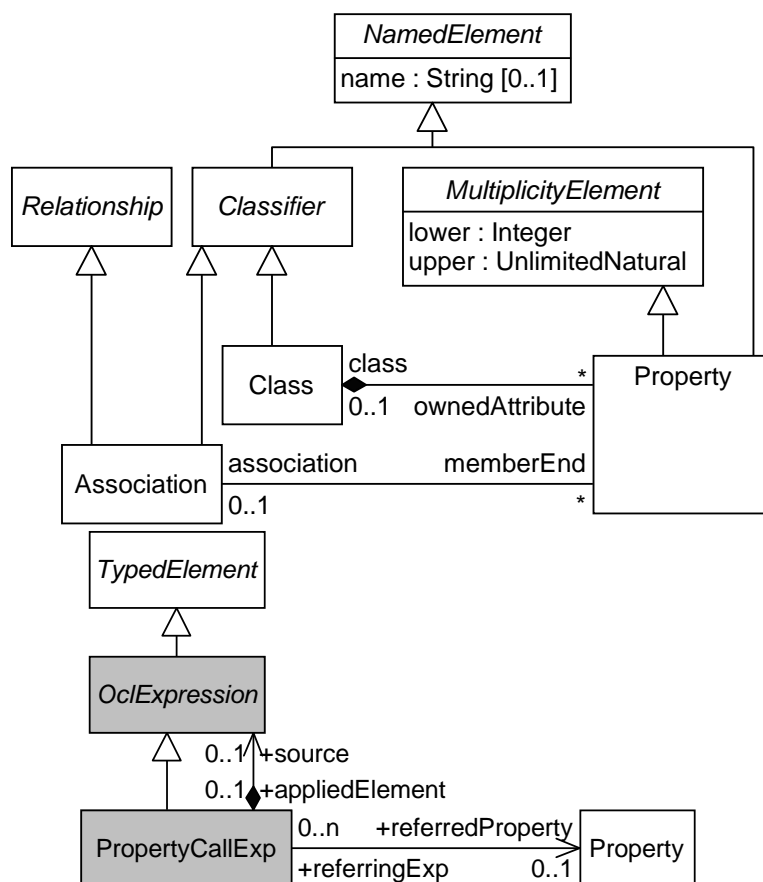 NamedElement
name : String [0..1]
Relationship
Classifier
MultiplicityElement
lower : Integer
upper : UnlimitedNatural
Class
class
0..1
*
ownedAttribute
Property
Association
association
0..1
memberEnd
*
TypedElement
OclExpression
0..1 +source
0..1 +appliedElement
PropertyCallExp
0..n
+referredProperty
+referringExp
0..1
Property